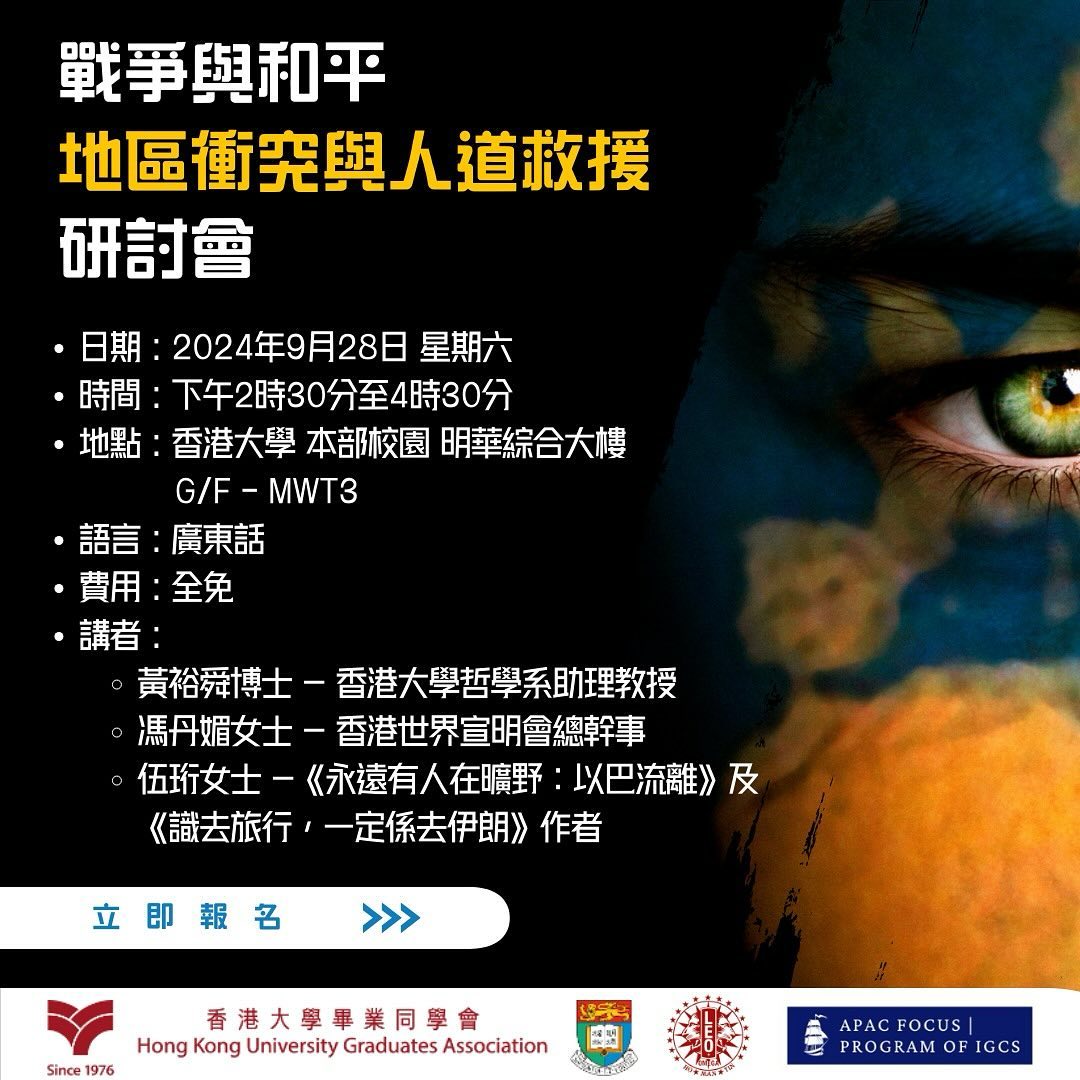 戰爭與和平
地區衝突與人道救援
研討會
• 日期：2024年9月28日 星期六
• 時間：下午2時30分至4時30分
• 地點：香港大學 本部校園 明華綜合大樓
G/F – MWT3
• 語言：廣東話
• 費用：全免
• 講者：
◦ 黃裕舜博士 — 香港大學哲學系助理教授
◦ 馮丹媚女士 — 香港世界宣明會總幹事
◦ 伍珩女士 —《永遠有人在曠野：以巴流離》及
《識去旅行，一定係去伊朗》作者
立即報名 >>>
香港大學畢業同學會
Hong Kong University Graduates Association
Since 1976
LEO
HO MAN TIN
APAC FOCUS |
PROGRAM OF IGCS